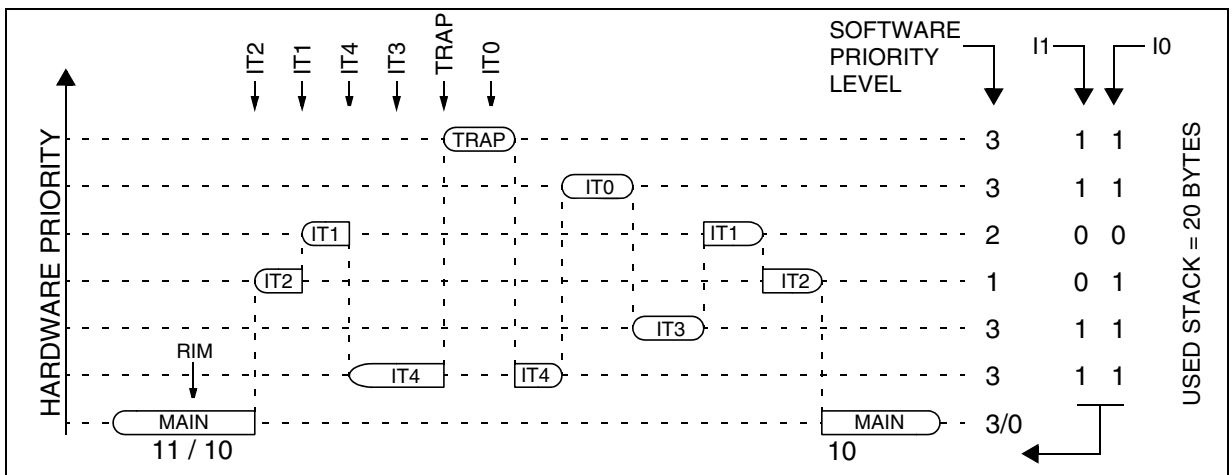 IT2
IT1
IT4
IT3
TRAP
IT0
SOFTWARE
PRIORITY
LEVEL
I1
I0
HARDWARE PRIORITY
USED STACK = 20 BYTES
TRAP
3
1 1
IT0
3
1 1
IT1
IT1
2
0 0
IT2
IT2
1
0 1
IT3
3
1 1
RIM
IT4
IT4
3
1 1
MAIN
MAIN
3/0
11 / 10
10